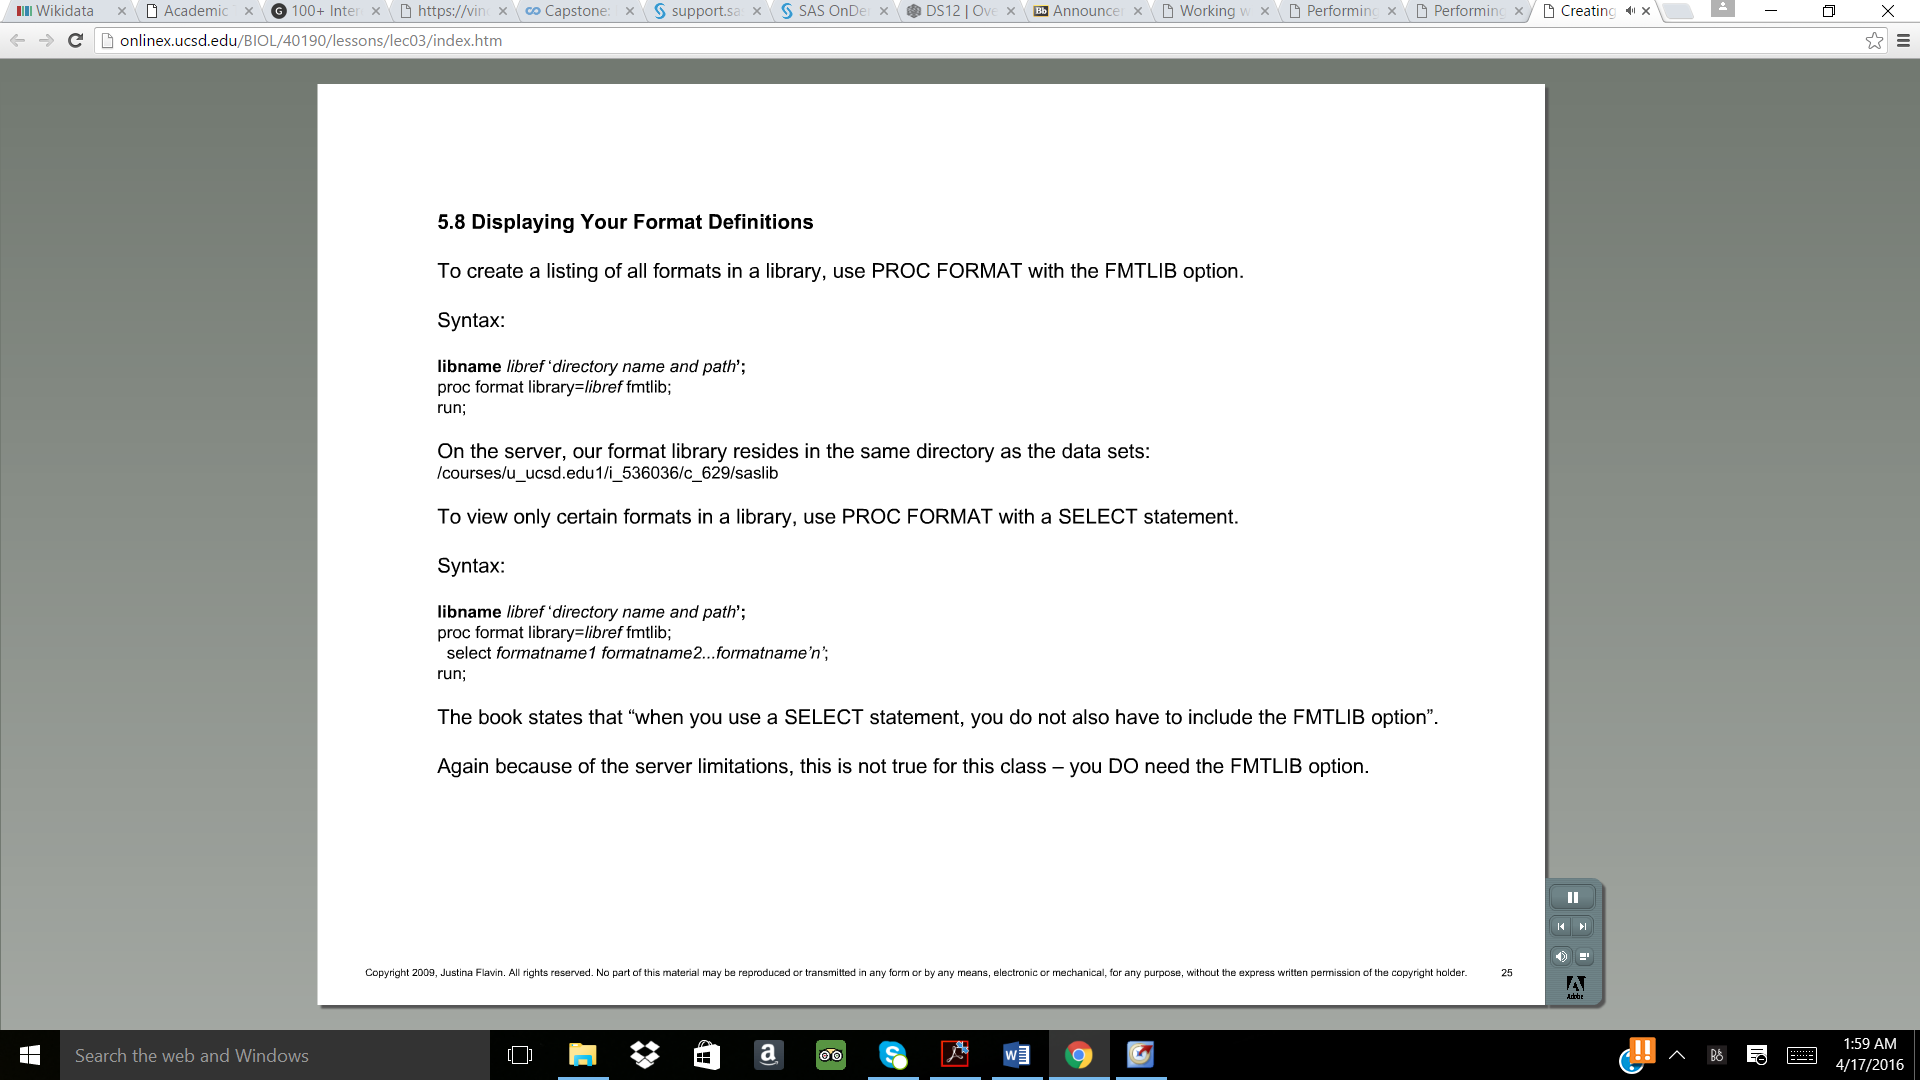 Wikidata
Academic
100+ Inter
https://vin
Capstone:
support.sa
SAS OnDe
DS12 | Ove
Bb Announce
Working w
Performing
Performing
Creating
onlinex.ucsd.edu/BIOL/40190/lessons/lec03/index.htm
5.8 Displaying Your Format Definitions
To create a listing of all formats in a library, use PROC FORMAT with the FMTLIB option.
Syntax:
libname libref ‘directory name and path’;
proc format library=libref fmtlib;
run;
On the server, our format library resides in the same directory as the data sets:
/courses/u_ucsd.edu1/i_536036/c_629/saslib
To view only certain formats in a library, use PROC FORMAT with a SELECT statement.
Syntax:
libname libref ‘directory name and path’;
proc format library=libref fmtlib;
select formatname1 formatname2...formatname’n’;
run;
The book states that “when you use a SELECT statement, you do not also have to include the FMTLIB option”.
Again because of the server limitations, this is not true for this class – you DO need the FMTLIB option.
Copyright 2009, Justina Flavin. All rights reserved. No part of this material may be reproduced or transmitted in any form or by any means, electronic or mechanical, for any purpose, without the express written permission of the copyright holder. 25
Adobe
Search the web and Windows
1:59 AM
4/17/2016